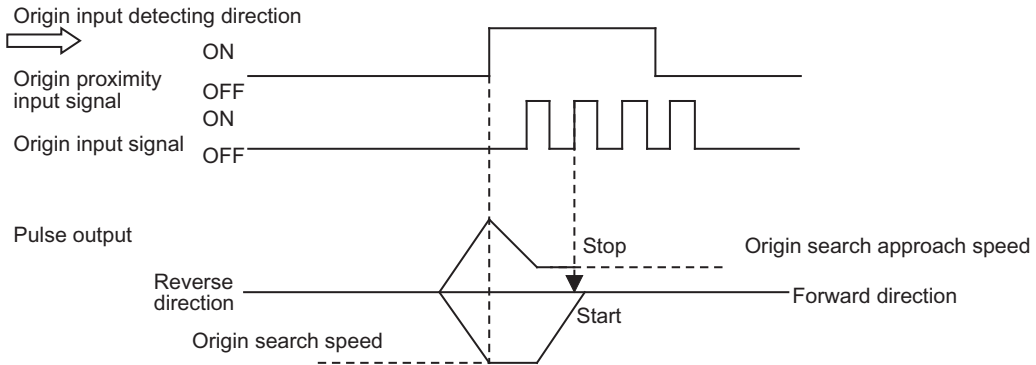 Origin input detecting direction
ON
Origin proximity
input signal
OFF
ON
Origin input signal
OFF
Pulse output
Stop
Origin search approach speed
Reverse
direction
Forward direction
Start
Origin search speed